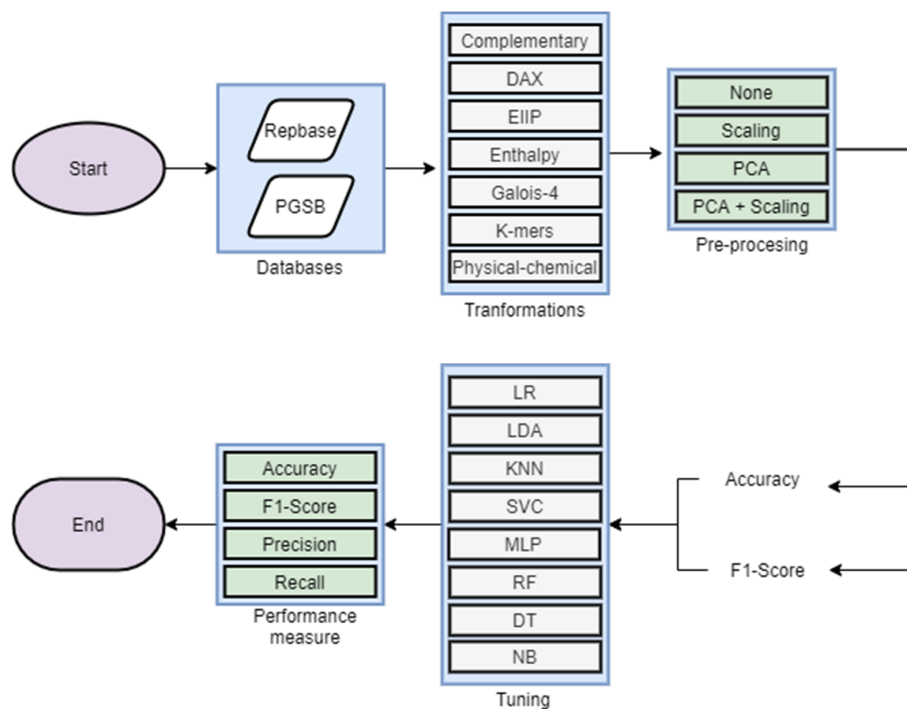 Start
Repbase
PGSB
Databases
Complementary
DAX
EIIP
Enthalpy
Galois-4
K-mers
Physical-chemical
Tranformations
None
Scaling
PCA
PCA + Scaling
Pre-procesing
Accuracy
F1-Score
LR
LDA
KNN
SVC
MLP
RF
DT
NB
Tuning
Accuracy
F1-Score
Precision
Recall
Performance
measure
End